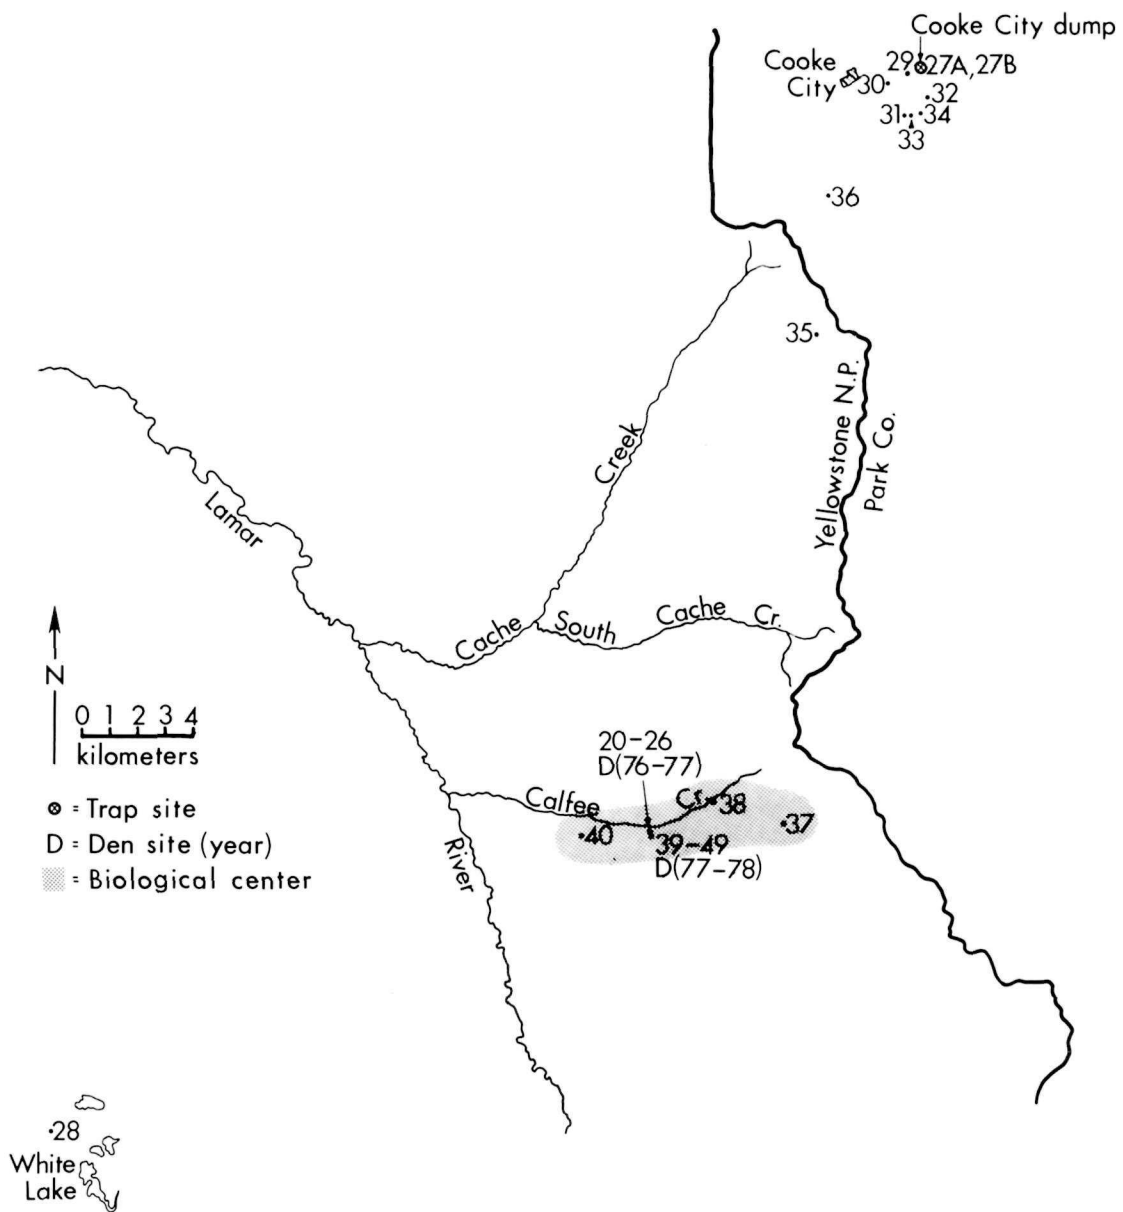 Cooke City dump
Cooke
City
29
27A, 27B
30
32
31
34
33
36
35
Yellowstone N.P.
Park Co.
Creek
Lamar
Cache
South
Cache
Cr.
N
0 1 2 3 4
kilometers
⊗ = Trap site
D = Den site (year)
= Biological center
20-26
D(76-77)
Calfee
Cr.
38
37
40
39-49
D(77-78)
River
28
White
Lake